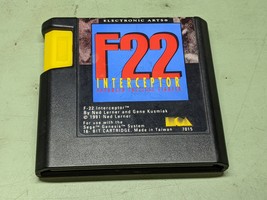 ELECTRONIC ARTS
F22
INTERCEPTOR
F-22 Interceptor™
By Ned Lerner and Gene Kusmiak
© 1991 Ned Lerner
For use with the
Sega™ Genesis™ System
16-BIT CARTRIDGE. Made in Taiwan 7015